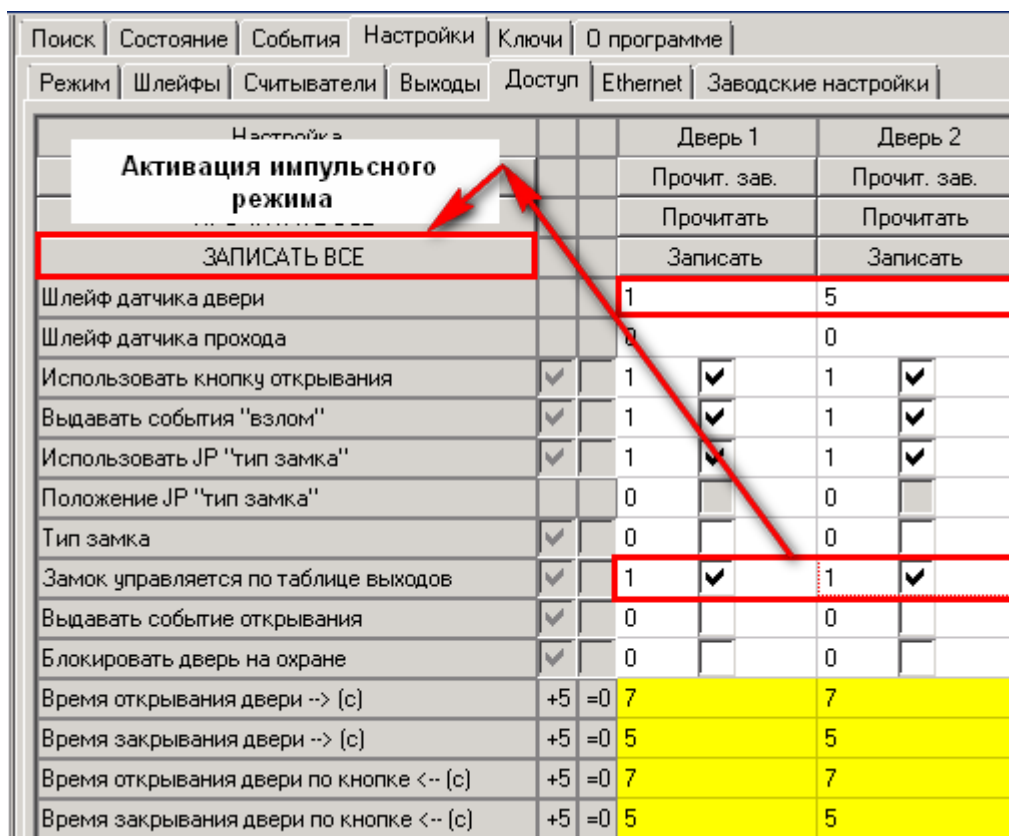 Поиск Состояние События Настройки Ключи О программе
Режим Шлейфы Считыватели Выходы Доступ Ethernet Заводские настройки
Настройка Дверь 1 Дверь 2
Активация импульсного
режима
Прочит. зав. Прочит. зав.
Прочитать Прочитать
ЗАПИСАТЬ ВСЕ Записать Записать
Шлейф датчика двери 1 5
Шлейф датчика прохода 0 0
Использовать кнопку открывания 1 1
Выдавать события "взлом" 1 1
Использовать JP "тип замка" 1 1
Положение JP "тип замка" 0 0
Тип замка 0 0
Замок управляется по таблице выходов 1 1
Выдавать событие открывания 0 0
Блокировать дверь на охране 0 0
Время открывания двери --> (с) +5 =0 7 7
Время закрывания двери --> (с) +5 =0 5 5
Время открывания двери по кнопке <-- (с) +5 =0 7 7
Время закрывания двери по кнопке <-- (с) +5 =0 5 5